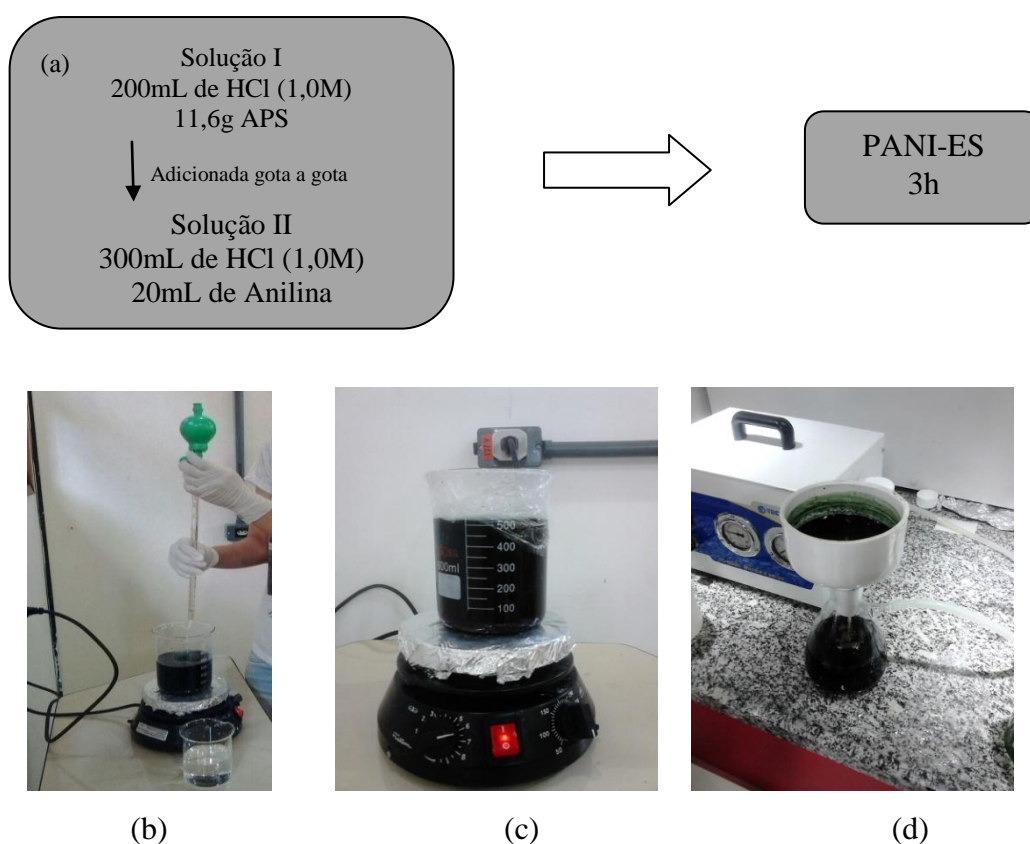 (a)
Solução I
200mL de HCl (1,0M)
11,6g APS
Adicionada gota a gota
Solução II
300mL de HCl (1,0M)
20mL de Anilina
PANI-ES
3h
500
400
300
200
100
(b)
(c)
(d)